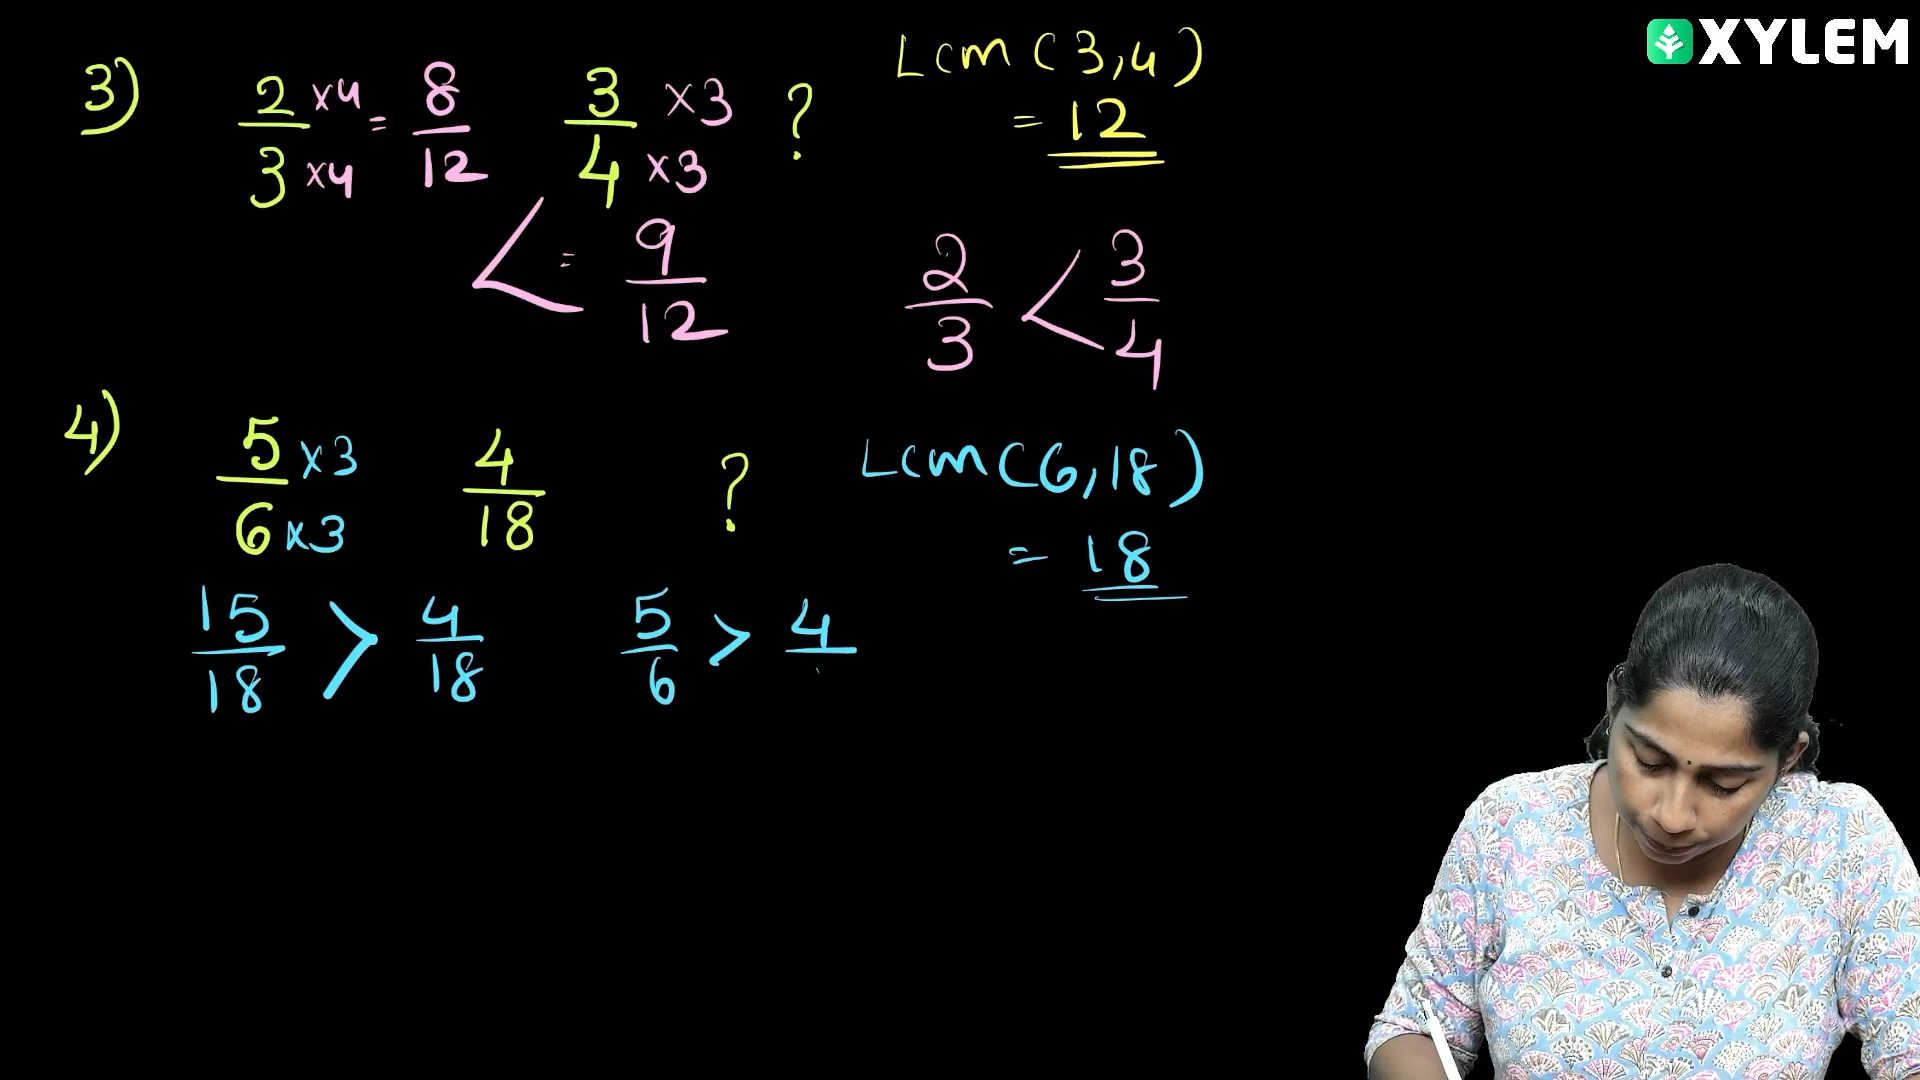 XYLEM
3) 2/3 ×4/×4 = 8/12 3/4 ×3/×3 ?
= 9/12
<
Lcm (3,4)
= 12
2/3 < 3/4
4) 5/6 ×3/×3 4/18 ?
Lcm (6,18)
= 18
15/18 > 4/18 5/6 > 4/